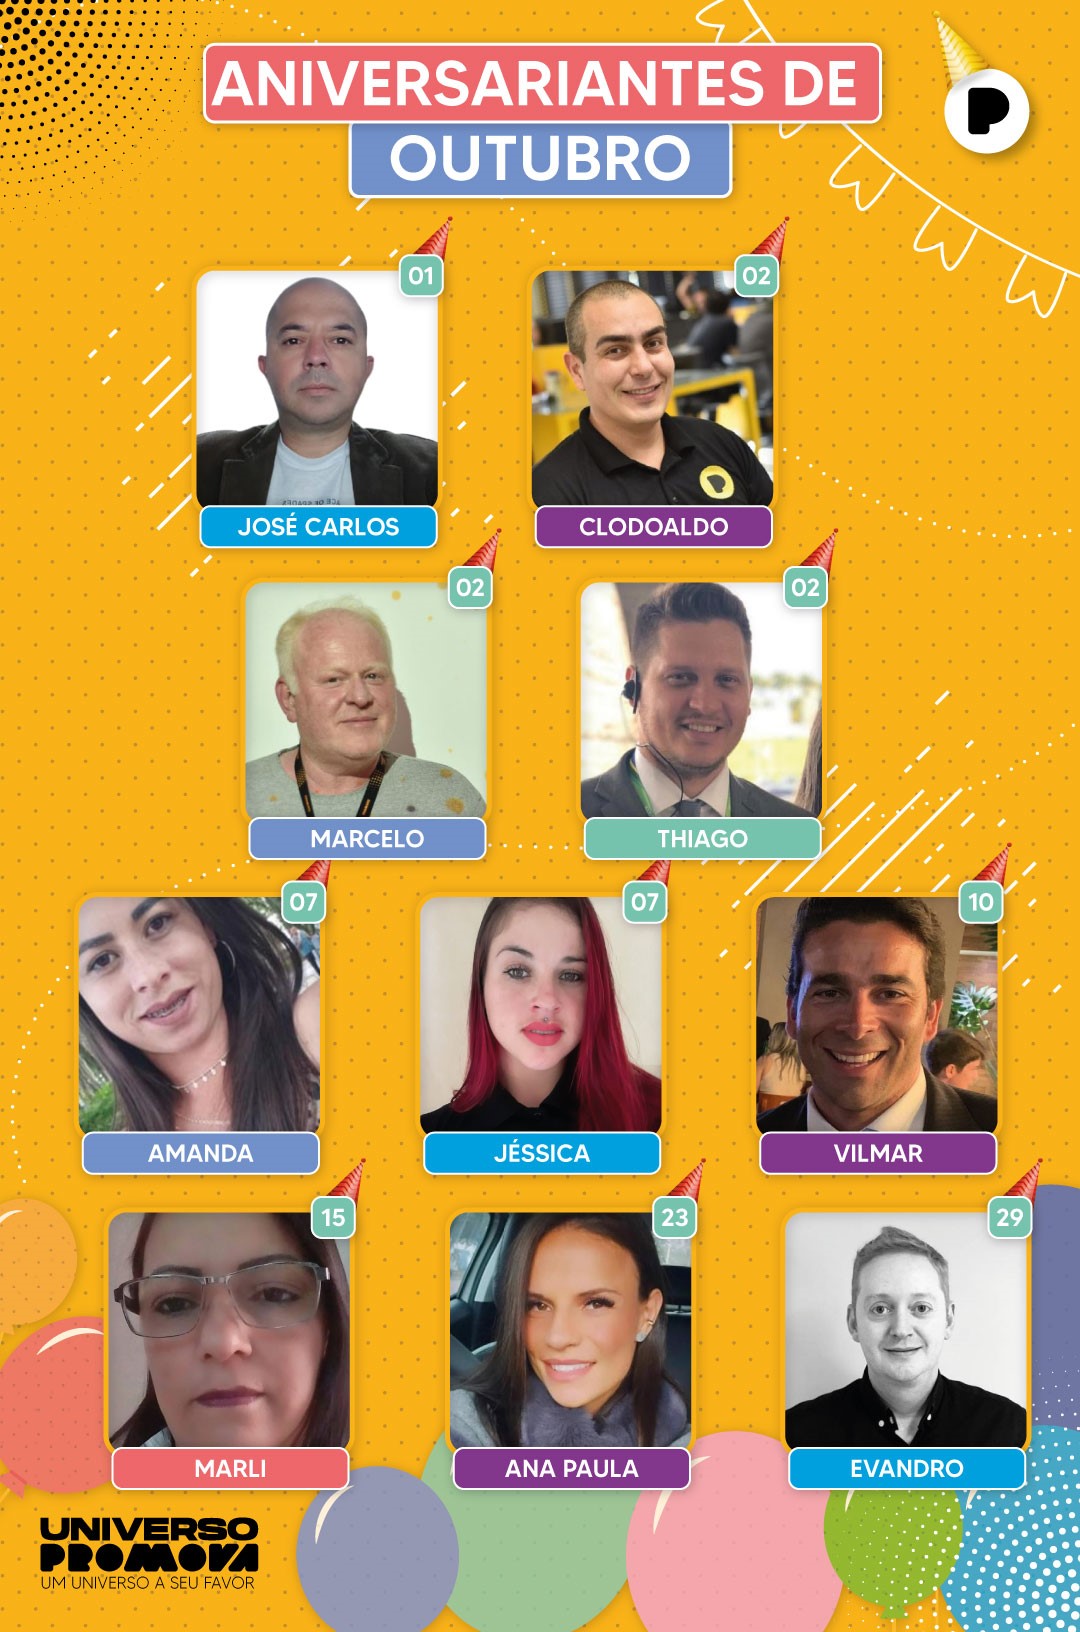 ANIVERSARIANTES DE
OUTUBRO
P
01
JOSÉ CARLOS
02
CLODOALDO
02
MARCELO
02
THIAGO
07
AMANDA
07
JÉSSICA
10
VILMAR
15
MARLI
23
ANA PAULA
29
EVANDRO
UNIVERSO
PROMOVA
UM UNIVERSO A SEU FAVOR